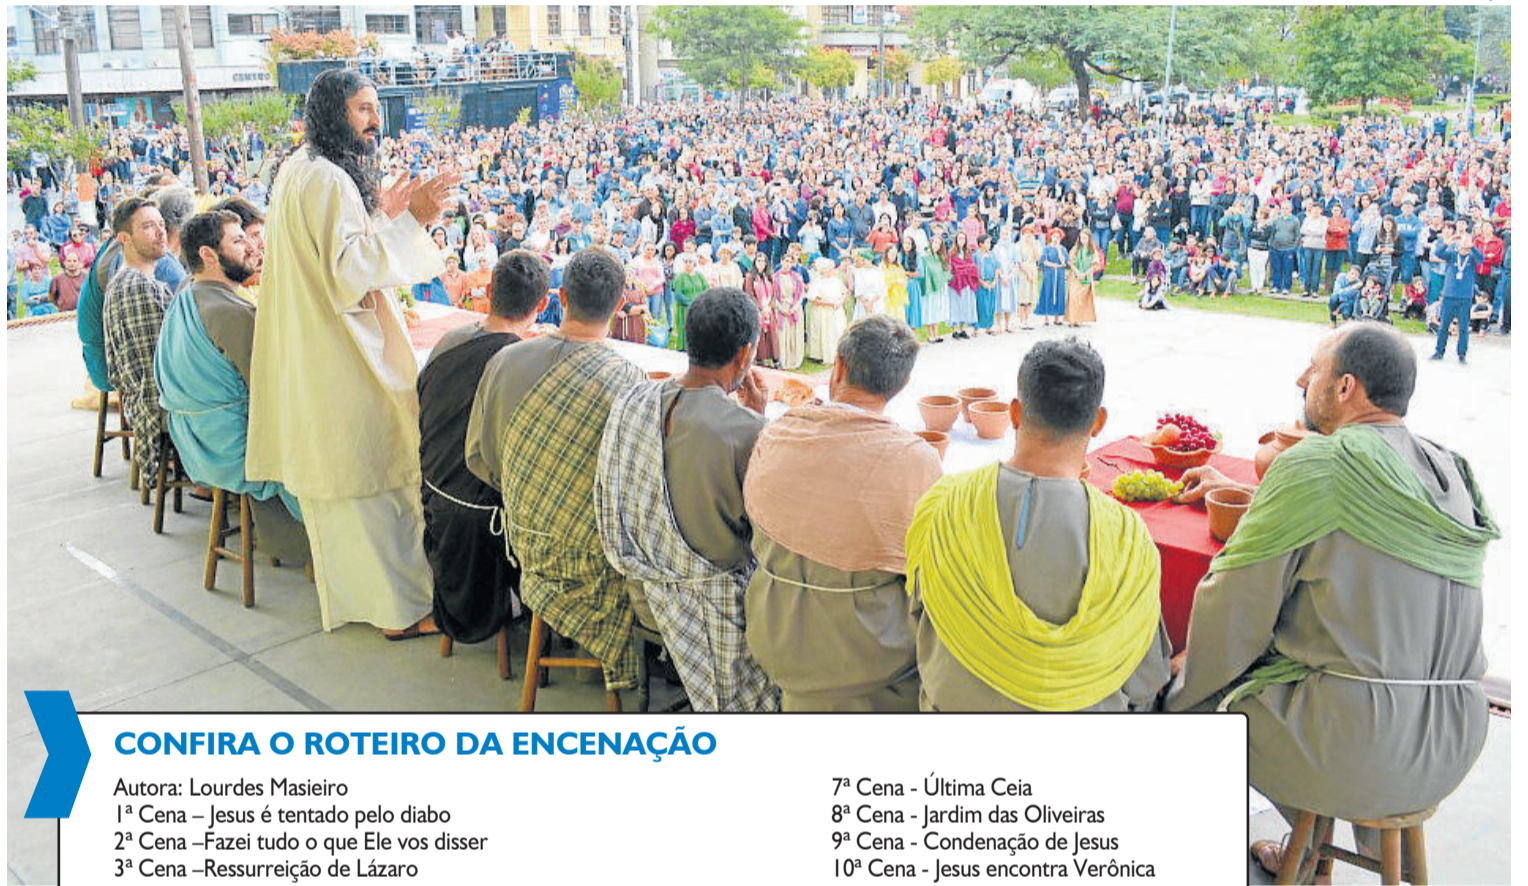 CENTRO
CONFIRA O ROTEIRO DA ENCENAÇÃO
Autora: Lourdes Masieiro
1ª Cena – Jesus é tentado pelo diabo
2ª Cena –Fazei tudo o que Ele vos disser
3ª Cena –Ressurreição de Lázaro
7ª Cena - Última Ceia
8ª Cena - Jardim das Oliveiras
9ª Cena - Condenação de Jesus
10ª Cena - Jesus encontra Verônica